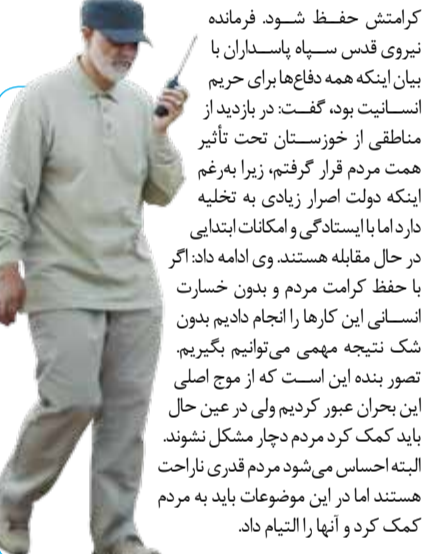 کرامتش حفظ شود. فرمانده
نیروی قدس سپاه پاسداران با
بیان اینکه همه دفاع‌ها برای حریم
انسانیت بود، گفت: در بازدید از
مناطقی از خوزستان تحت تأثیر
همت مردم قرار گرفتم، زیرا به‌رغم
اینکه دولت اصرار زیادی به تخلیه
دارد اما با ایستادگی و امکانات ابتدایی
در حال مقابله هستند. وی ادامه داد: اگر
با حفظ کرامت مردم و بدون خسارت
انسانی این کارها را انجام دادیم بدون
شک نتیجه مهمی می‌توانیم بگیریم.
تصور بنده این است که از موج اصلی
این بحران عبور کردیم ولی در عین حال
باید کمک کرد مردم دچار مشکل نشوند.
البته احساس می‌شود مردم قدری ناراحت
هستند اما در این موضوعات باید به مردم
کمک کرد و آنها را التیام داد.